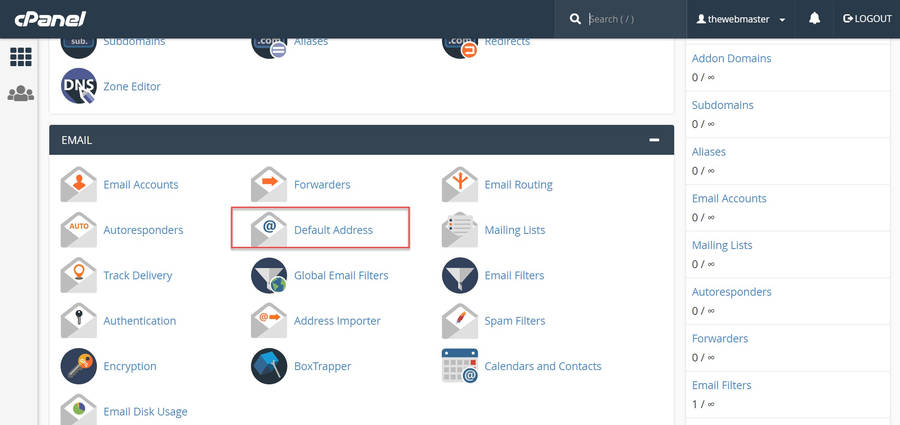 cPanel
Search ( / )
thewebmaster
LOGOUT
sub.
Subdomains
.com
Aliases
.com
Redirects
DNS
Zone Editor
EMAIL
Email Accounts
Forwarders
Email Routing
AUTO
Autoresponders
@
Default Address
Mailing Lists
Track Delivery
Global Email Filters
Email Filters
Authentication
@
Address Importer
Spam Filters
Encryption
BoxTrapper
@
Calendars and Contacts
Email Disk Usage
Addon Domains
0 / ∞
Subdomains
0 / ∞
Aliases
0 / ∞
Email Accounts
0 / ∞
Mailing Lists
0 / ∞
Autoresponders
0 / ∞
Forwarders
0 / ∞
Email Filters
1 / ∞